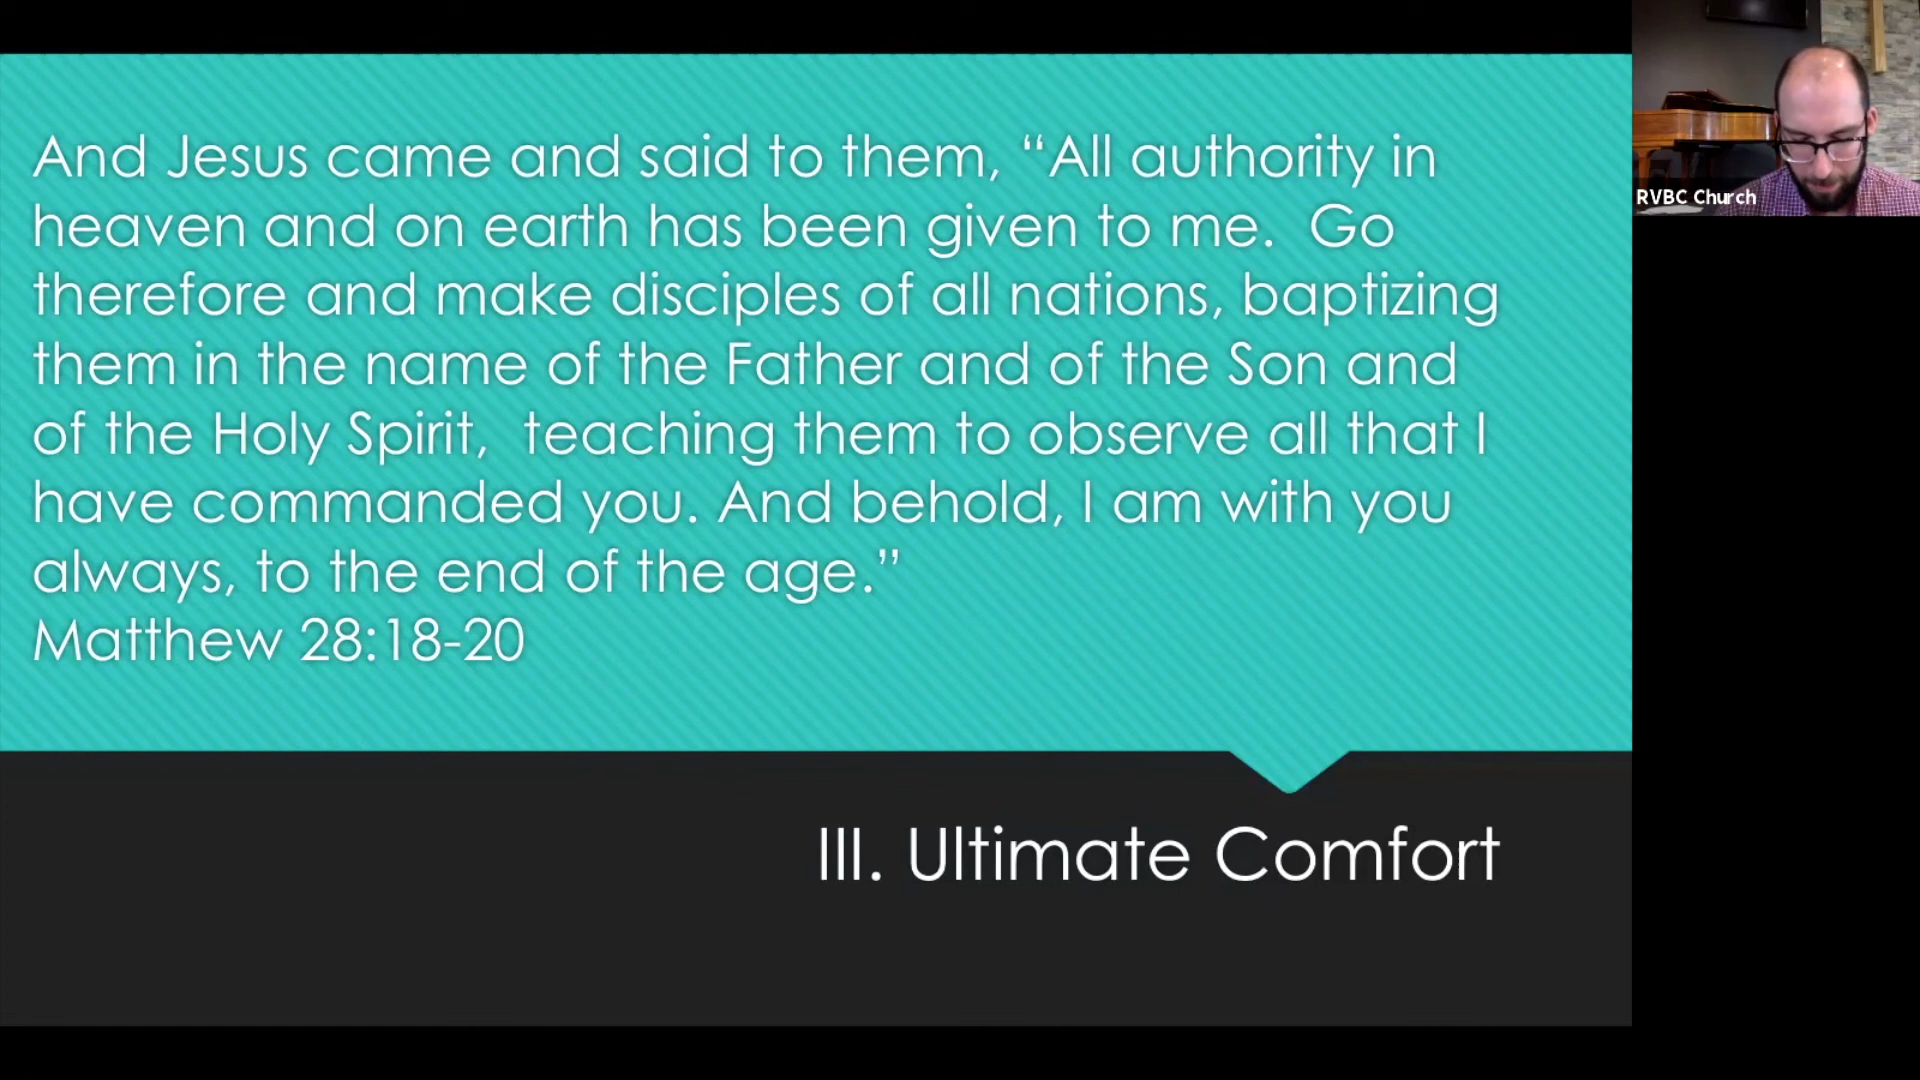 And Jesus came and said to them, “All authority in
heaven and on earth has been given to me.  Go
therefore and make disciples of all nations, baptizing
them in the name of the Father and of the Son and
of the Holy Spirit,  teaching them to observe all that I
have commanded you. And behold, I am with you
always, to the end of the age.”
Matthew 28:18-20
III. Ultimate Comfort
RVBC Church